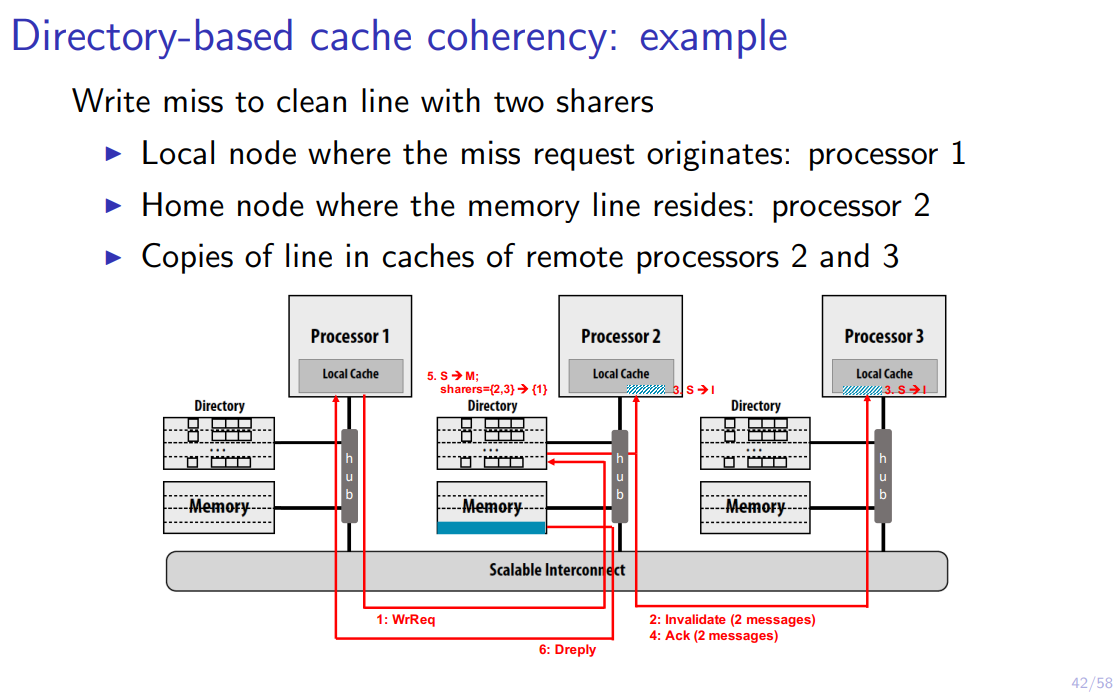 Directory-based cache coherency: example
Write miss to clean line with two sharers
Local node where the miss request originates: processor 1
Home node where the memory line resides: processor 2
Copies of line in caches of remote processors 2 and 3
Processor 1
Local Cache
Processor 2
Local Cache
3. S → I
Processor 3
Local Cache
3. S → I
5. S → M;
sharers={2,3} → {1}
Directory
...
Memory
hub
Directory
...
Memory
hub
Directory
...
Memory
hub
Scalable Interconnect
1: WrReq
2: Invalidate (2 messages)
4: Ack (2 messages)
6: Dreply
42/58